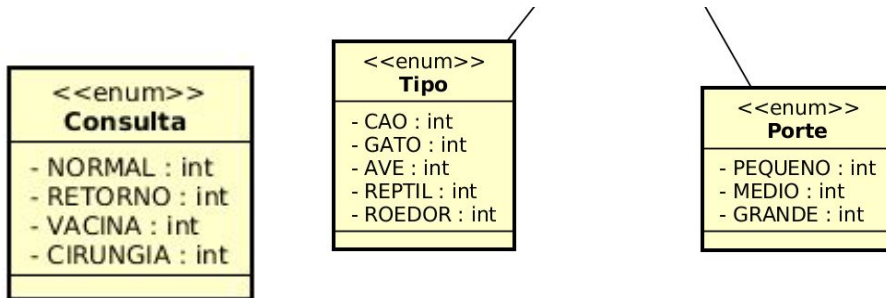 <<enum>>
Consulta
- NORMAL : int
- RETORNO : int
- VACINA : int
- CIRUNGIA : int
<<enum>>
Tipo
- CAO : int
- GATO : int
- AVE : int
- REPTIL : int
- ROEDOR : int
<<enum>>
Porte
- PEQUENO : int
- MEDIO : int
- GRANDE : int